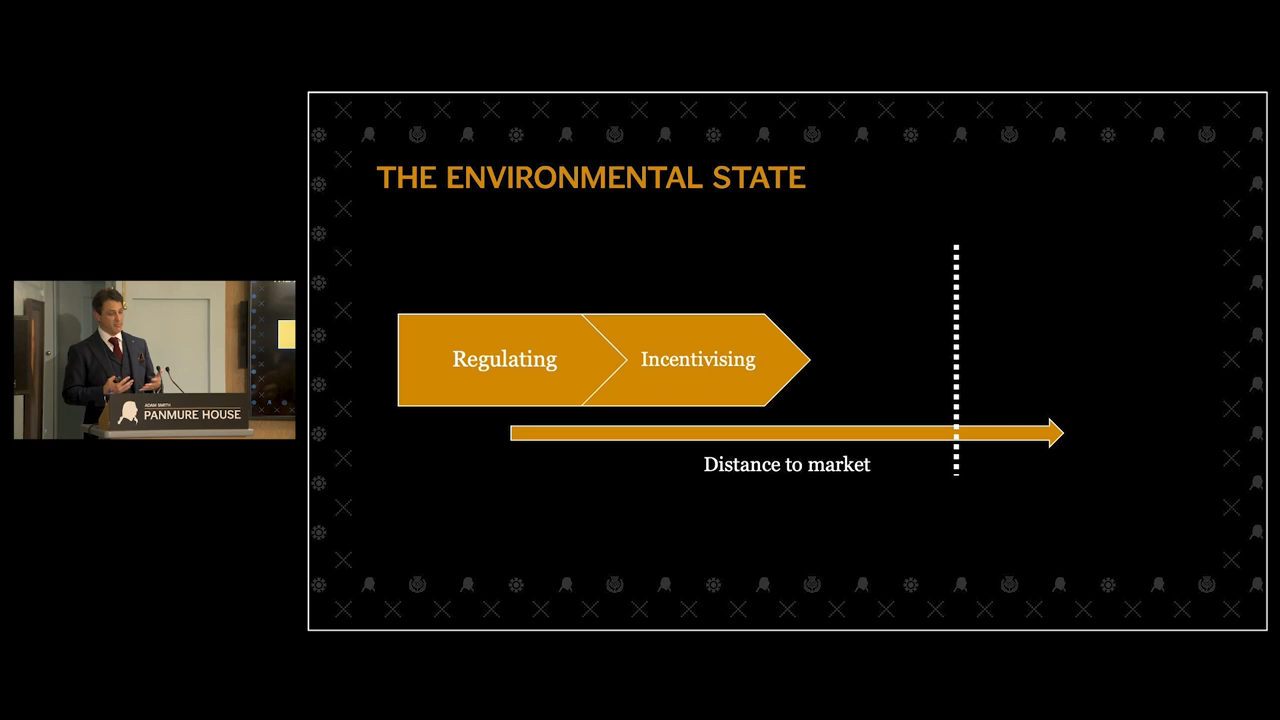 THE ENVIRONMENTAL STATE
Regulating
Incentivising
Distance to market
ADAM SMITH
PANMURE HOUSE